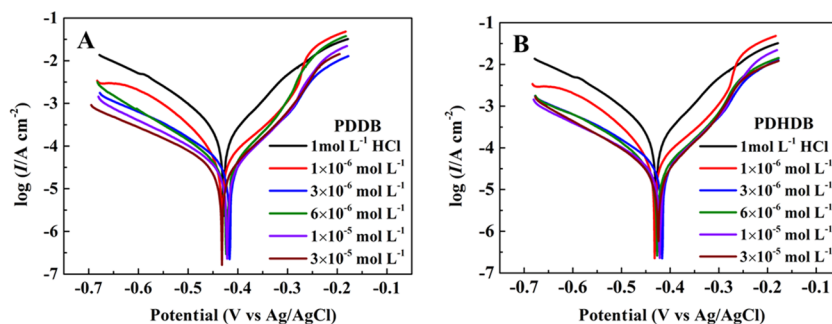 A
-1
-2
-3
-4
-5
-6
-7
log (I/A cm⁻²)
PDDB
1mol L⁻¹ HCl
1×10⁻⁶ mol L⁻¹
3×10⁻⁶ mol L⁻¹
6×10⁻⁶ mol L⁻¹
1×10⁻⁵ mol L⁻¹
3×10⁻⁵ mol L⁻¹
-0.7 -0.6 -0.5 -0.4 -0.3 -0.2 -0.1
Potential (V vs Ag/AgCl)
B
-1
-2
-3
-4
-5
-6
-7
log (I/A cm⁻²)
PDHDB
1mol L⁻¹ HCl
1×10⁻⁶ mol L⁻¹
3×10⁻⁶ mol L⁻¹
6×10⁻⁶ mol L⁻¹
1×10⁻⁵ mol L⁻¹
3×10⁻⁵ mol L⁻¹
-0.7 -0.6 -0.5 -0.4 -0.3 -0.2 -0.1
Potential (V vs Ag/AgCl)